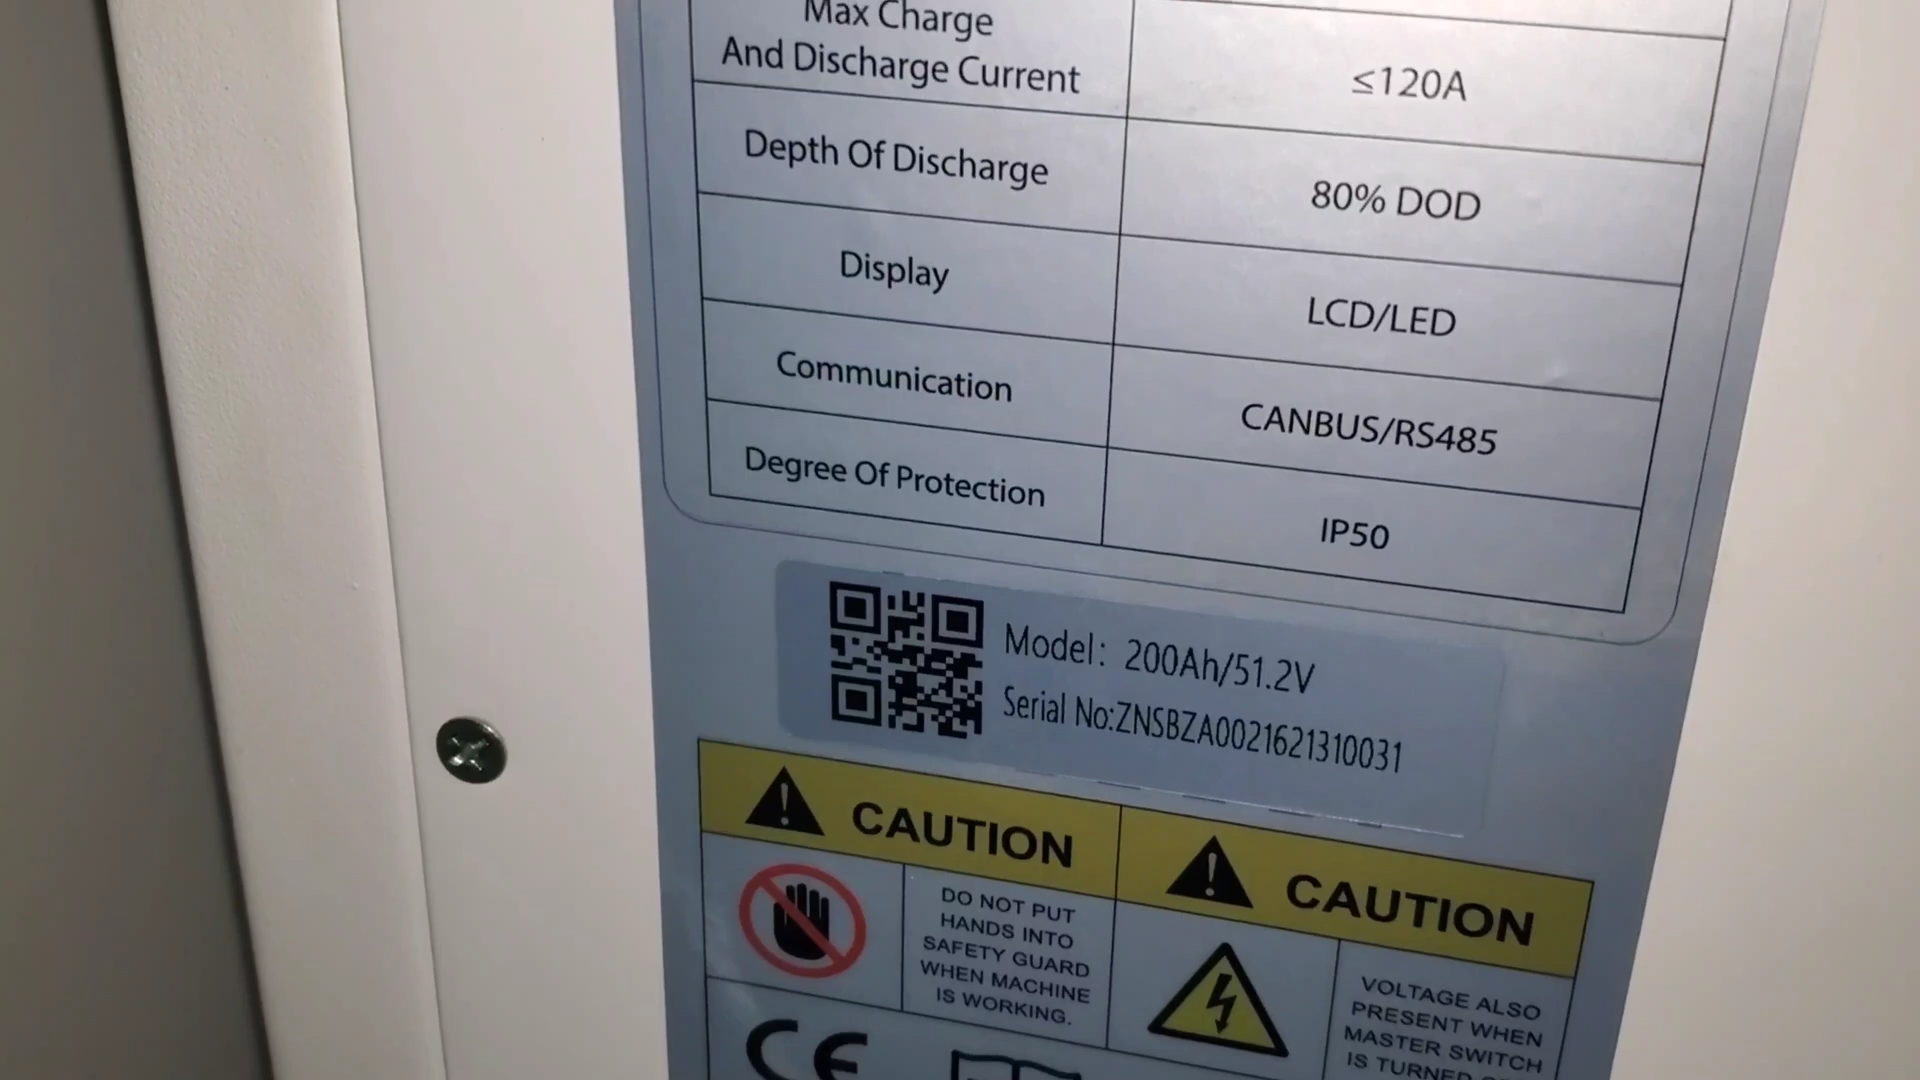 Max Charge
And Discharge Current
≤120A
Depth Of Discharge
80% DOD
Display
LCD/LED
Communication
CANBUS/RS485
Degree Of Protection
IP50
Model: 200Ah/51.2V
Serial No:ZNSBZA0021621310031
CAUTION
DO NOT PUT
HANDS INTO
SAFETY GUARD
WHEN MACHINE
IS WORKING.
CAUTION
VOLTAGE ALSO
PRESENT WHEN
MASTER SWITCH
IS TURNED
CE